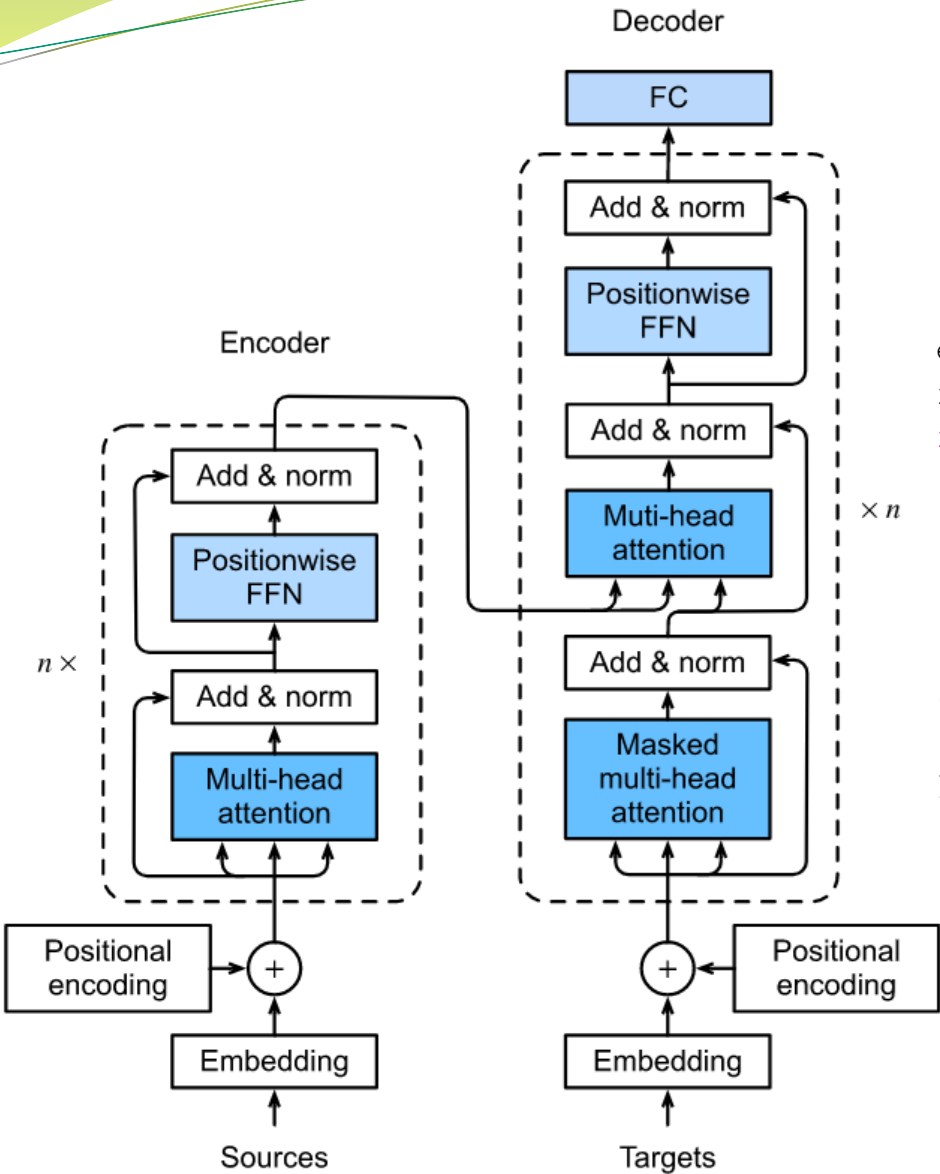 Decoder
FC
Add & norm
Positionwise
FFN
Add & norm
Muti-head
attention
× n
Add & norm
Masked
multi-head
attention
Positional
encoding
+
Embedding
Targets
Encoder
Add & norm
Positionwise
FFN
n ×
Add & norm
Multi-head
attention
Positional
encoding
+
Embedding
Sources